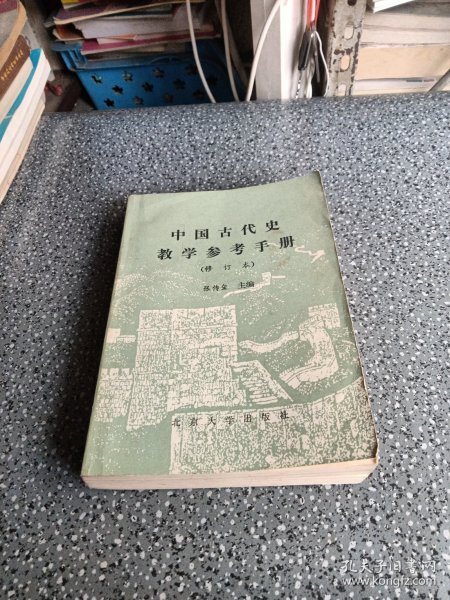 中国古代史
教学参考手册
(修订本)
张传玺 主编
北京大学出版社
孔夫子旧书网
www.kongfz.com